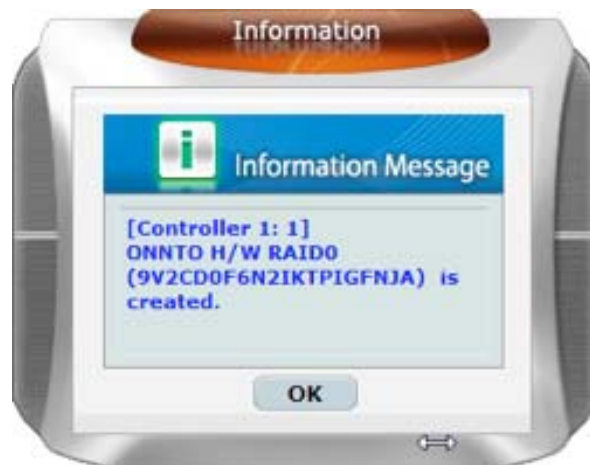 Information
Information Message
[Controller 1: 1]
ONNTO H/W RAID0
(9V2CD0F6N2IKTPIGFNJA) is
created.
OK